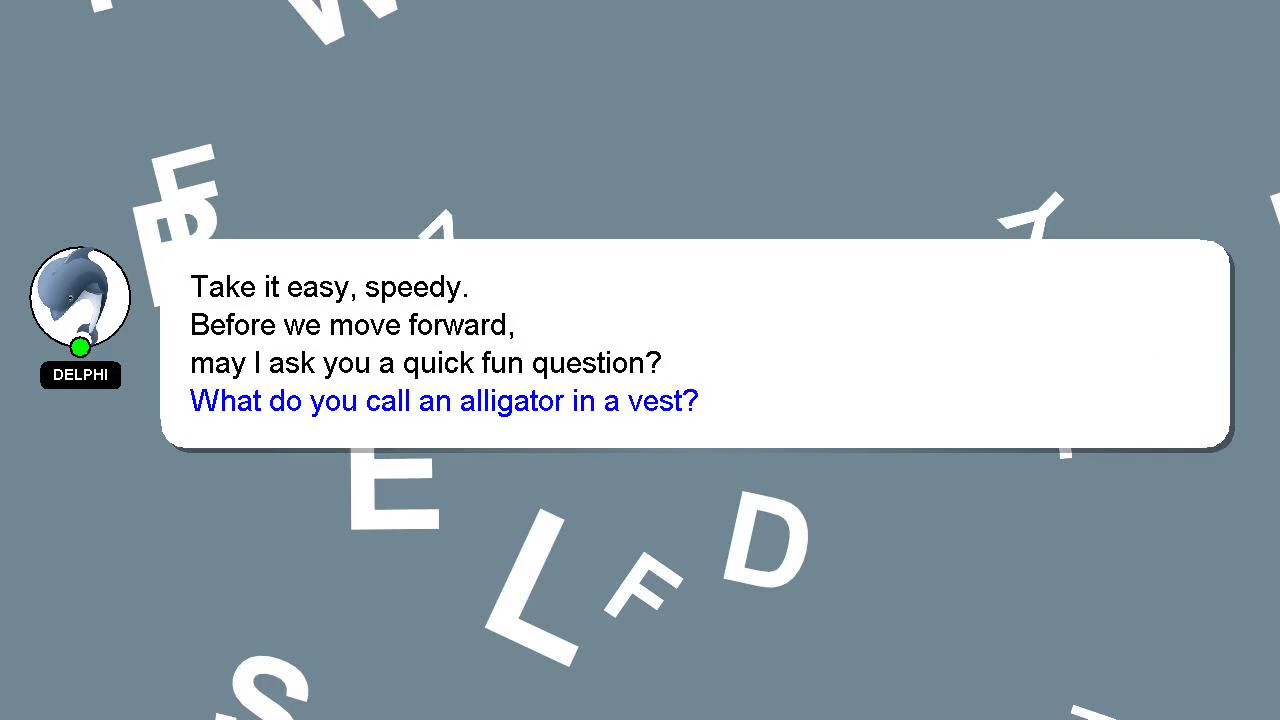 Take it easy, speedy.
Before we move forward,
may I ask you a quick fun question?
What do you call an alligator in a vest?
DELPHI
W
F
P
Y
E
L
F
D
S